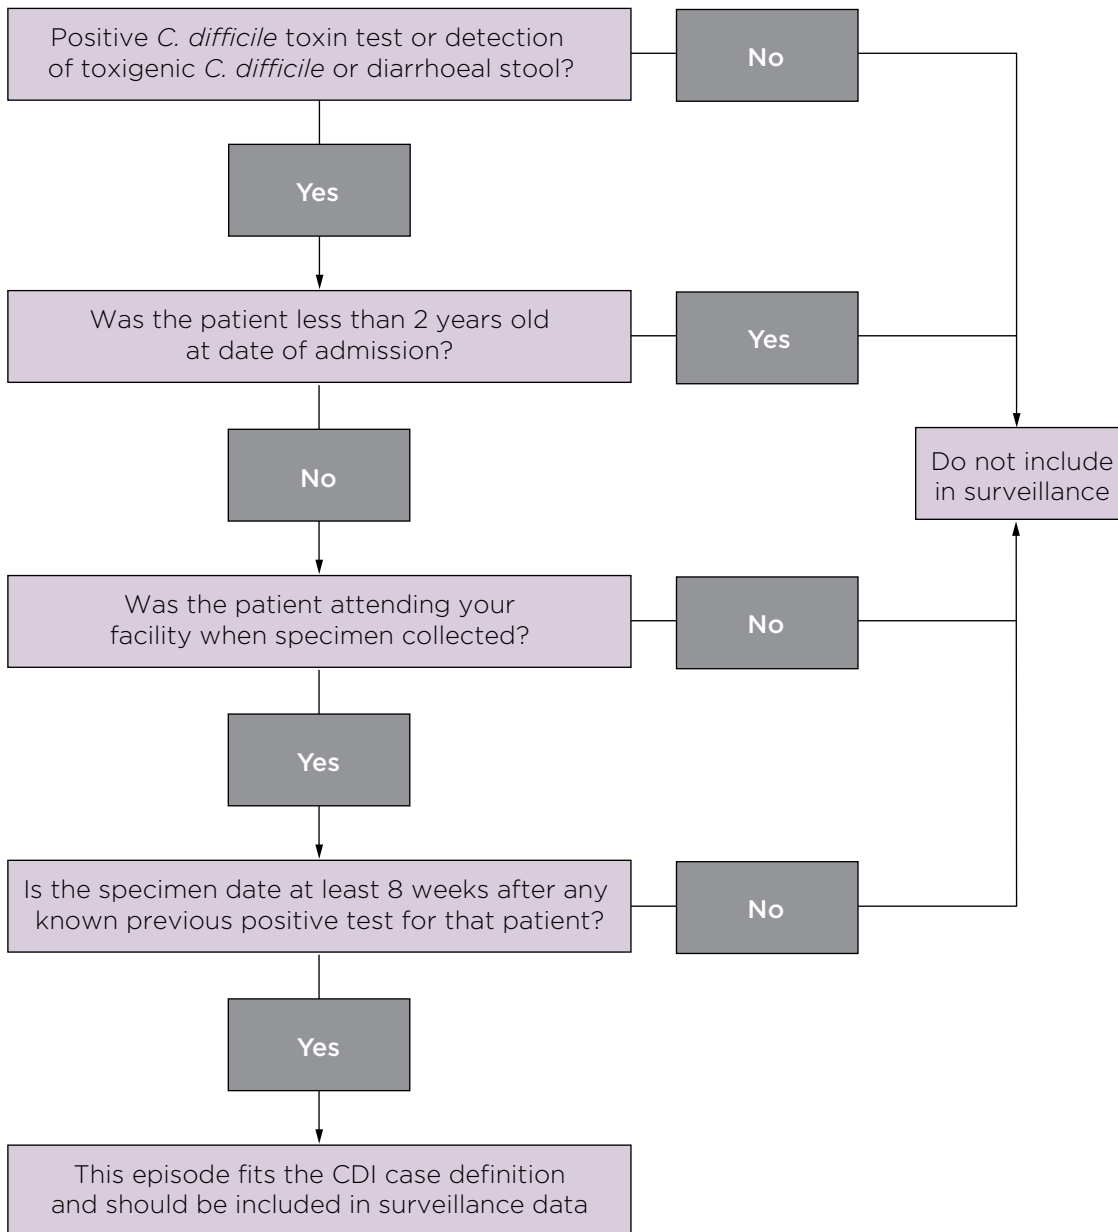 Positive C. difficile toxin test or detection
of toxigenic C. difficile or diarrhoeal stool?
No
Yes
Was the patient less than 2 years old
at date of admission?
Yes
No
Do not include
in surveillance
Was the patient attending your
facility when specimen collected?
No
Yes
Is the specimen date at least 8 weeks after any
known previous positive test for that patient?
No
Yes
This episode fits the CDI case definition
and should be included in surveillance data